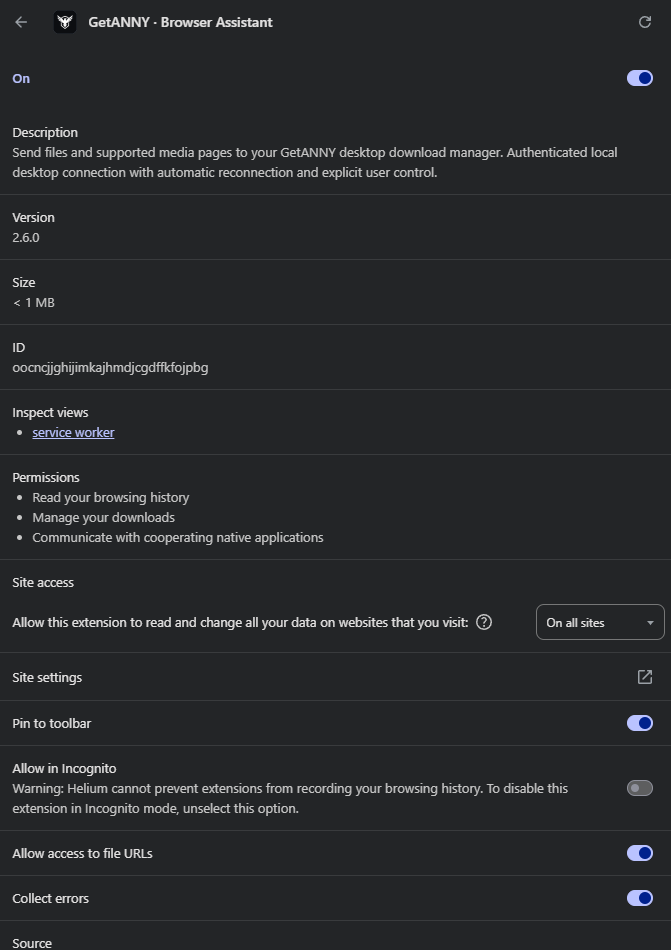 GetANNY · Browser Assistant
On
Description
Send files and supported media pages to your GetANNY desktop download manager. Authenticated local
desktop connection with automatic reconnection and explicit user control.
Version
2.6.0
Size
< 1 MB
ID
oocncjjghijimkajhmdjcgdffkfojpbg
Inspect views
• service worker
Permissions
• Read your browsing history
• Manage your downloads
• Communicate with cooperating native applications
Site access
Allow this extension to read and change all your data on websites that you visit: ?
On all sites
Site settings
Pin to toolbar
Allow in Incognito
Warning: Helium cannot prevent extensions from recording your browsing history. To disable this
extension in Incognito mode, unselect this option.
Allow access to file URLs
Collect errors
Source